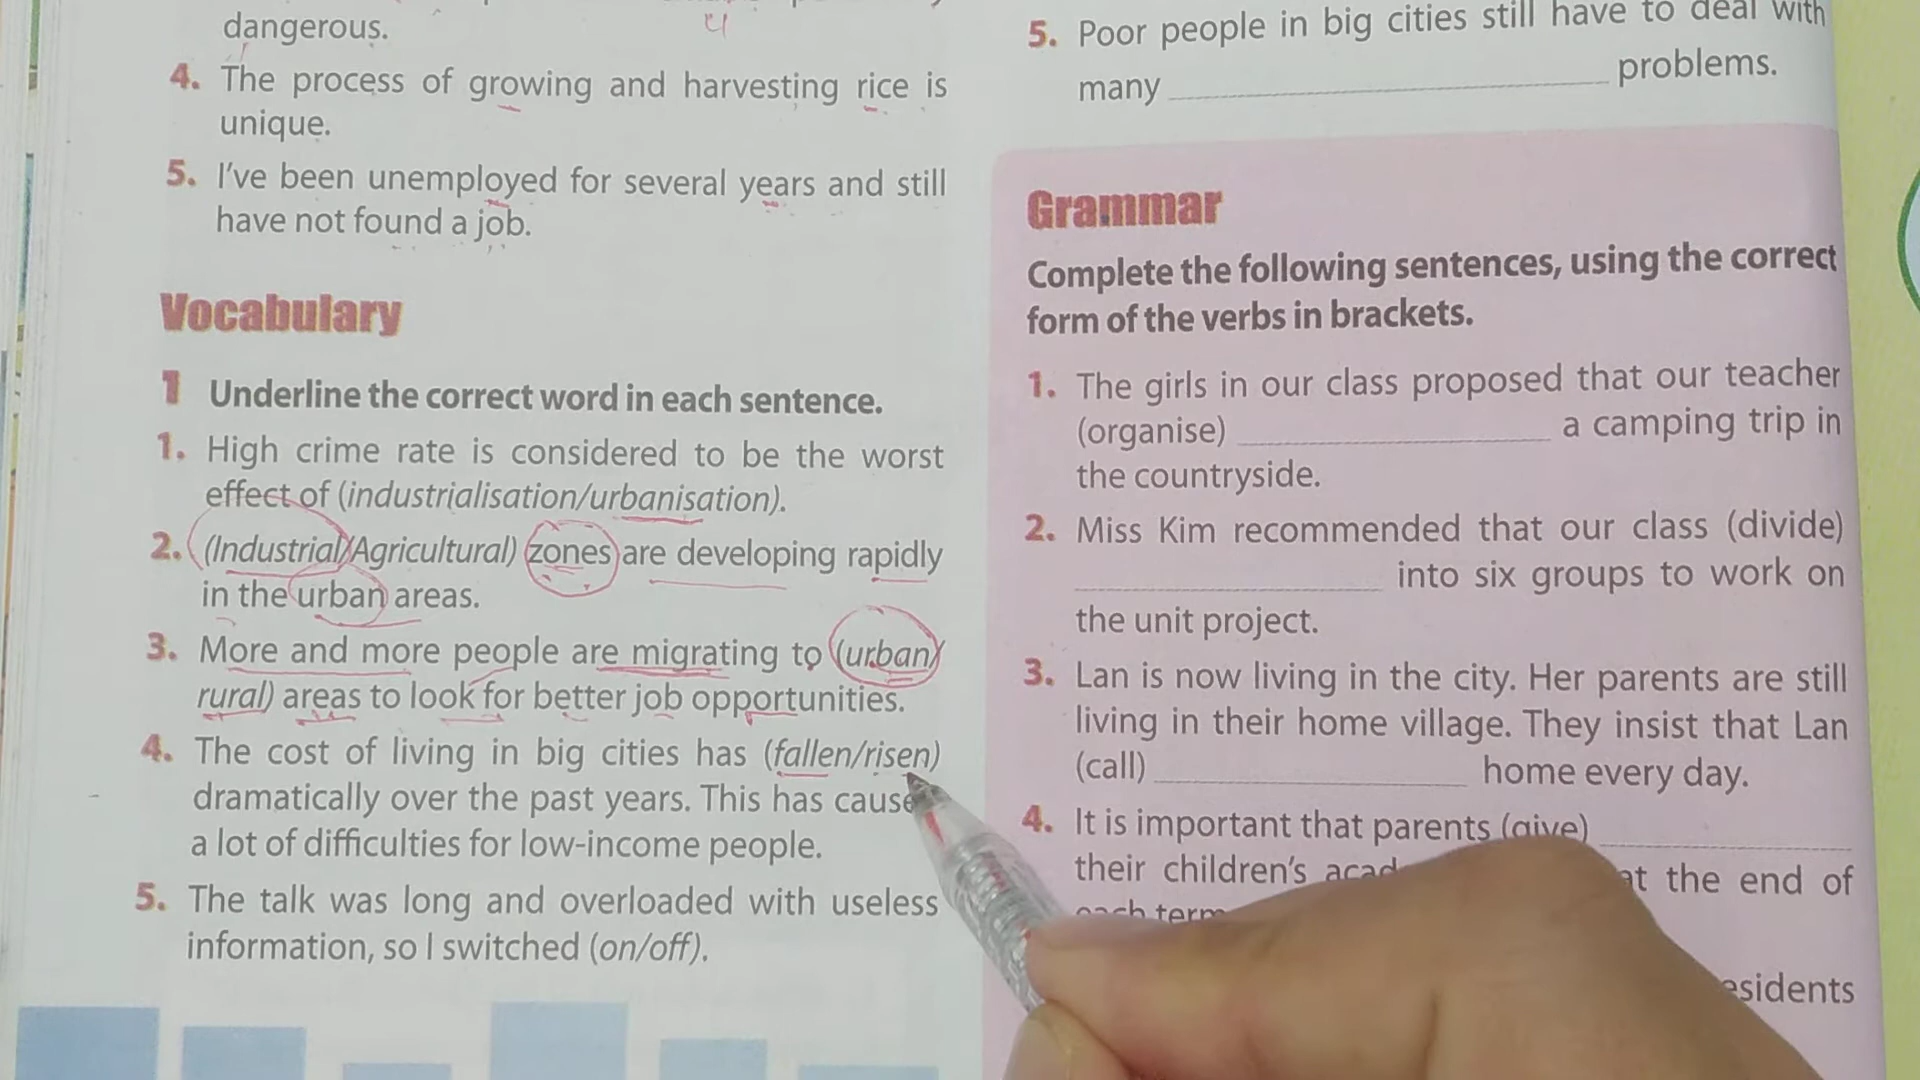 dangerous.
4. The process of growing and harvesting rice is
unique.
5. I've been unemployed for several years and still
have not found a job.
Vocabulary
1 Underline the correct word in each sentence.
1. High crime rate is considered to be the worst
effect of (industrialisation/urbanisation).
2. (Industrial/Agricultural) zones are developing rapidly
in the urban areas.
3. More and more people are migrating to (urban/
rural) areas to look for better job opportunities.
4. The cost of living in big cities has (fallen/risen)
dramatically over the past years. This has
a lot of difficulties for low-income people.
5. The talk was long and overloaded with useless
information, so I switched (on/off).
5. Poor people in big cities still have to deal with
many ____ problems.
Grammar
Complete the following sentences, using the correct
form of the verbs in brackets.
1. The girls in our class proposed that our teacher
(organise) ____ a camping trip in
the countryside.
2. Miss Kim recommended that our class (divide)
____ into six groups to work on
the unit project.
3. Lan is now living in the city. Her parents are still
living in their home village. They insist that Lan
(call) ____ home every day.
4. It is important that parents (give) ____
their children's at the end of
each term